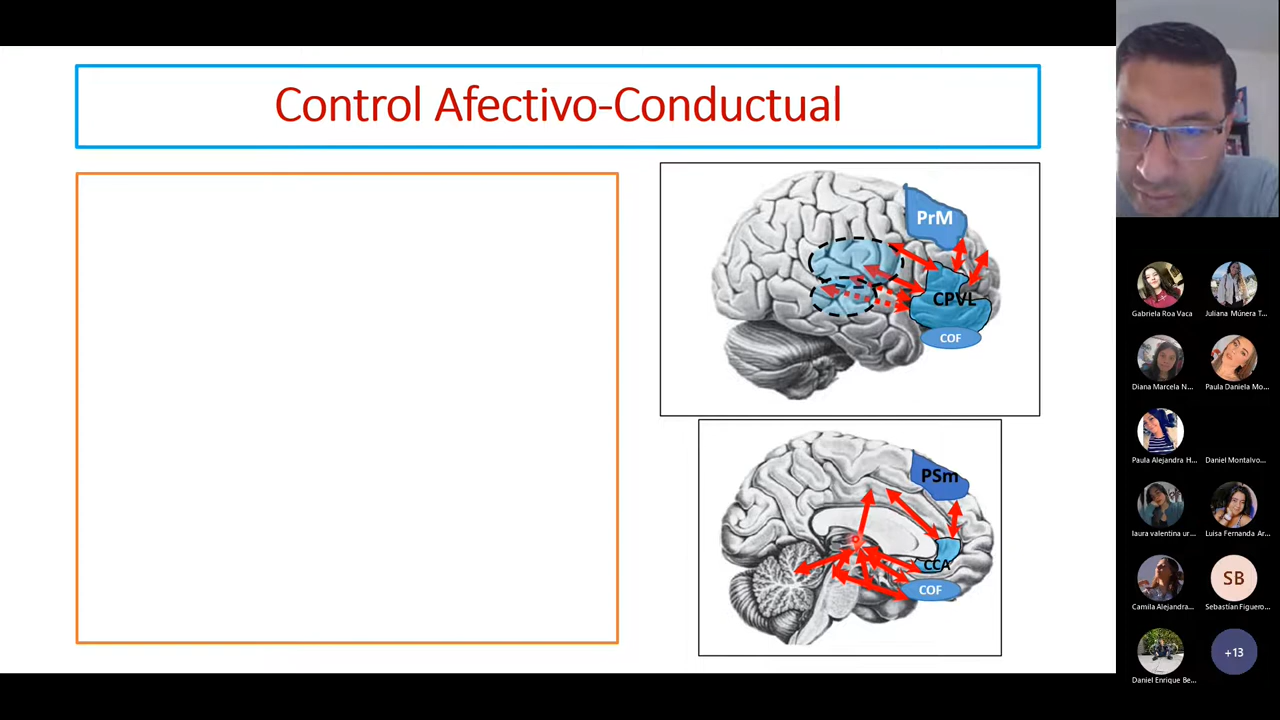 Control Afectivo-Conductual
PrM
CPVL
COF
PSm
CCA
COF
Gabriela Roa Vaca
Juliana Múnera T...
Diana Marcela N...
Paula Daniela Mo...
Paula Alejandra H...
Daniel Montalvo...
laura valentina ur...
Luisa Fernanda Ar...
Camila Alejandra...
SB
Sebastían Figuero...
Daniel Enrique Be...
+13